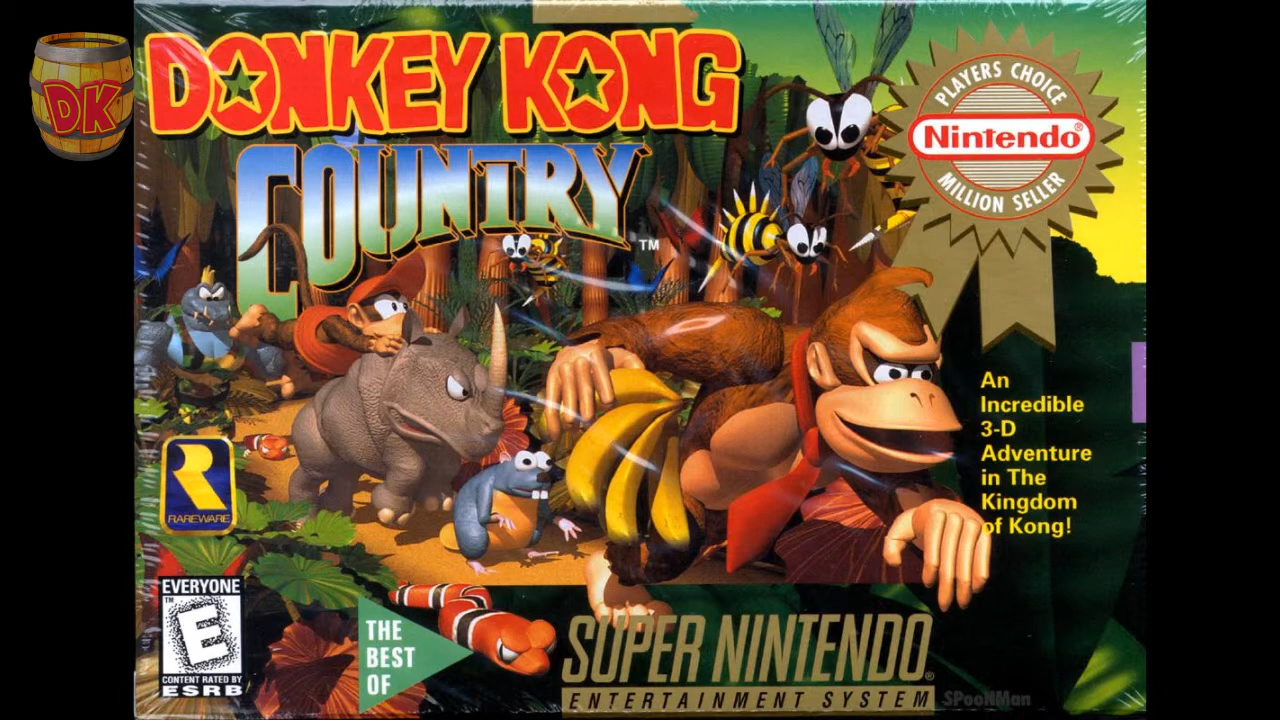 DK
DONKEY KONG
COUNTRY
TM
PLAYERS CHOICE
Nintendo®
MILLION SELLER
An
Incredible
3-D
Adventure
in The
Kingdom
of Kong!
R
RAREWARE
EVERYONE
TM
E
CONTENT RATED BY
ESRB
THE
BEST
OF
SUPER NINTENDO®
ENTERTAINMENT SYSTEM
SPooNMan